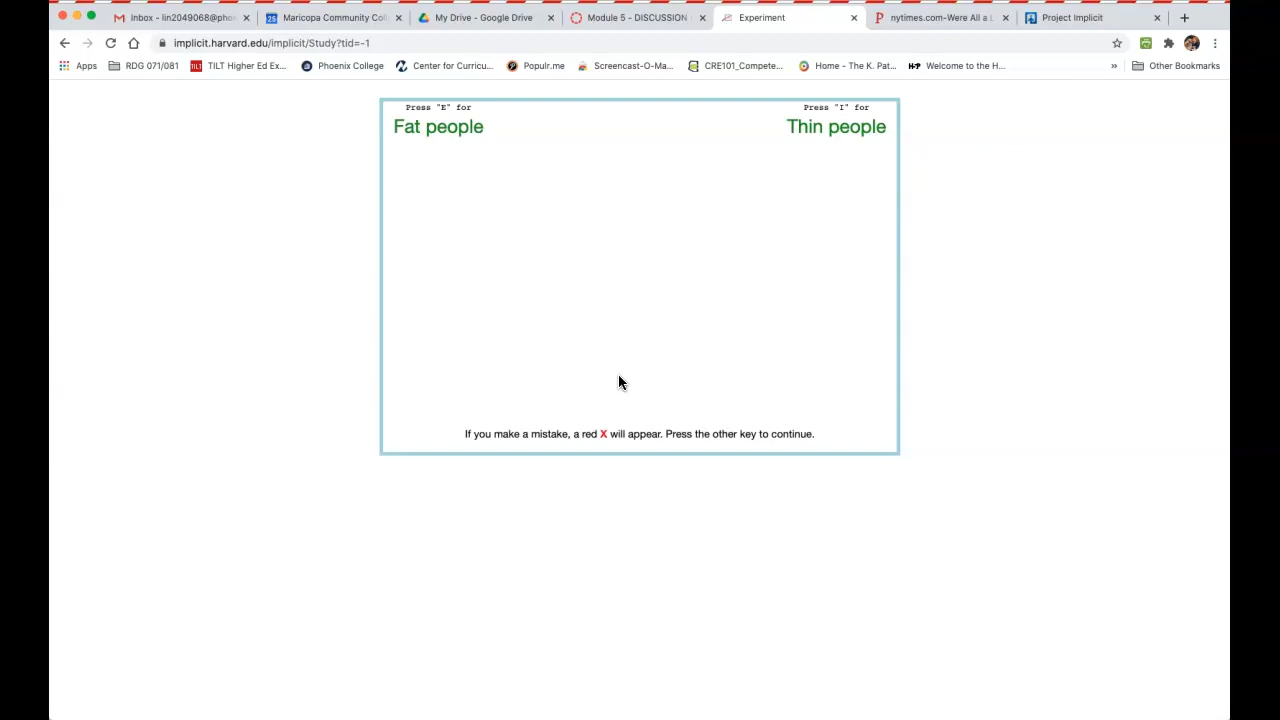 Inbox - lin2049068@pho
Maricopa Community Col
My Drive - Google Drive
Module 5 - DISCUSSION
Experiment
nytimes.com-Were All a
Project Implicit
implicit.harvard.edu/implicit/Study?tid=-1
Apps
RDG 071/081
TILT Higher Ed Ex...
Phoenix College
Center for Curricu...
Populr.me
Screencast-O-Ma...
CRE101_Compete...
Home - The K. Pat...
Welcome to the H...
»
Other Bookmarks
Press "E" for
Fat people
Press "I" for
Thin people
If you make a mistake, a red X will appear. Press the other key to continue.